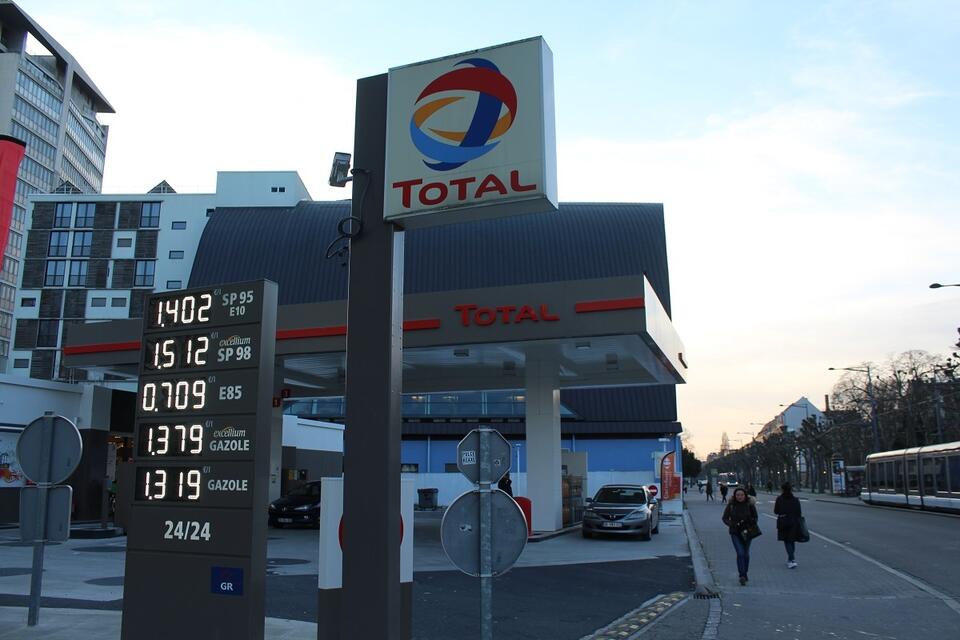 TOTAL
TOTAL
1.402 €/l SP 95
E10
1.512 €/l excellium
SP 98
0.709 €/l E85
1.379 €/l excellium
GAZOLE
1.319 €/l GAZOLE
24/24
GR